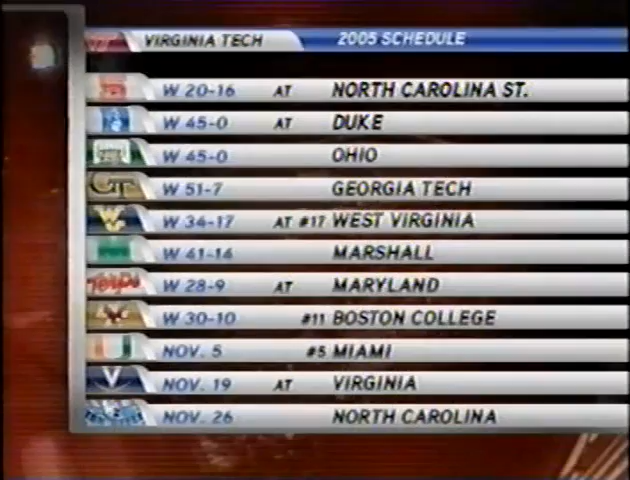 VIRGINIA TECH 2005 SCHEDULE
W 20-16 AT NORTH CAROLINA ST.
W 45-0 AT DUKE
W 45-0 OHIO
GT W 51-7 GEORGIA TECH
W 34-17 AT #17 WEST VIRGINIA
W 41-14 MARSHALL
Terps W 28-9 AT MARYLAND
W 30-10 #11 BOSTON COLLEGE
NOV. 5 #5 MIAMI
NOV. 19 AT VIRGINIA
NOV. 26 NORTH CAROLINA